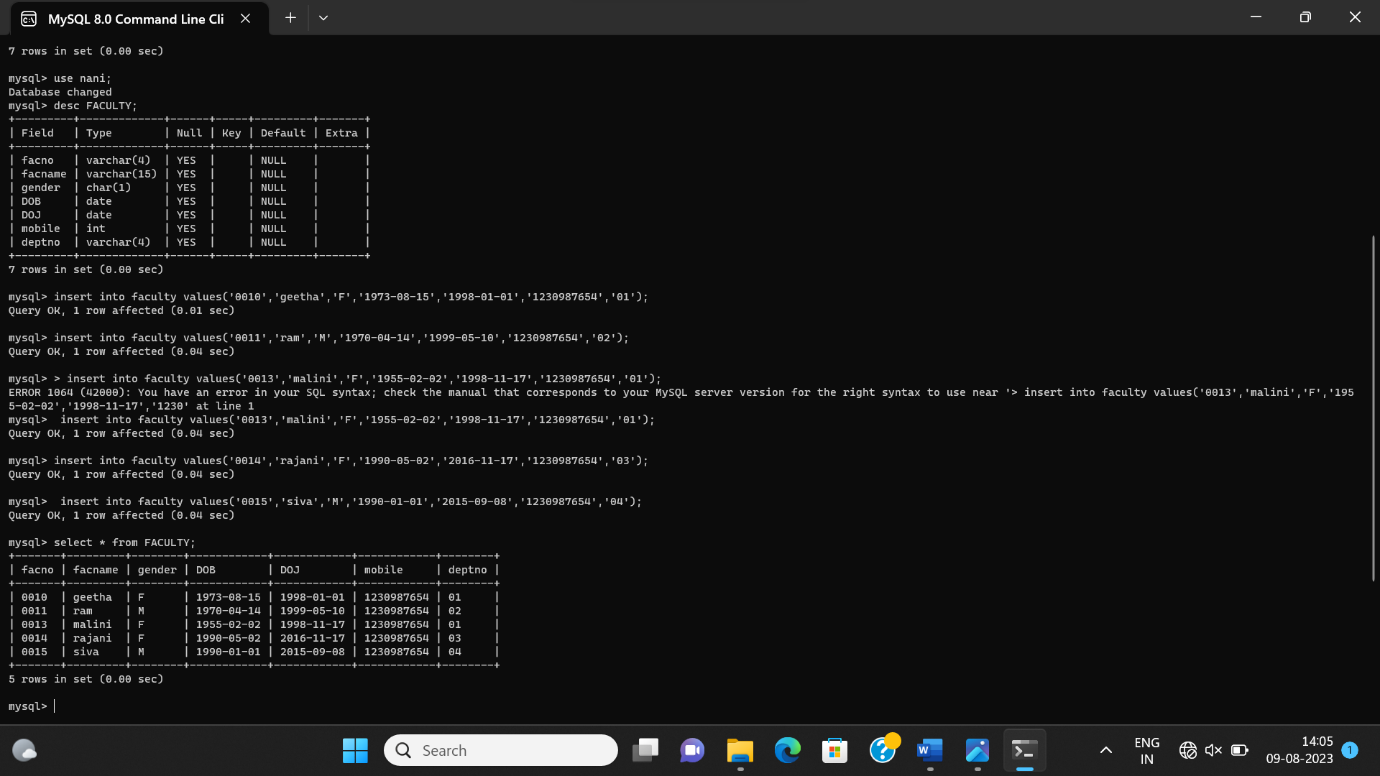 MySQL 8.0 Command Line Cli
7 rows in set (0.00 sec)
mysql> use nani;
Database changed
mysql> desc FACULTY;
+---------+-------------+------+-----+---------+-------+
| Field   | Type        | Null | Key | Default | Extra |
+---------+-------------+------+-----+---------+-------+
| facno   | varchar(4)  | YES  |     | NULL    |       |
| facname | varchar(15) | YES  |     | NULL    |       |
| gender  | char(1)     | YES  |     | NULL    |       |
| DOB     | date        | YES  |     | NULL    |       |
| DOJ     | date        | YES  |     | NULL    |       |
| mobile  | int         | YES  |     | NULL    |       |
| deptno  | varchar(4)  | YES  |     | NULL    |       |
+---------+-------------+------+-----+---------+-------+
7 rows in set (0.00 sec)
mysql> insert into faculty values('0010','geetha','F','1973-08-15','1998-01-01','1230987654','01');
Query OK, 1 row affected (0.01 sec)
mysql> insert into faculty values('0011','ram','M','1970-04-14','1999-05-10','1230987654','02');
Query OK, 1 row affected (0.04 sec)
mysql> > insert into faculty values('0013','malini','F','1955-02-02','1998-11-17','1230987654','01');
ERROR 1064 (42000): You have an error in your SQL syntax; check the manual that corresponds to your MySQL server version for the right syntax to use near '> insert into faculty values('0013','malini','F','195
5-02-02','1998-11-17','1230' at line 1
mysql>  insert into faculty values('0013','malini','F','1955-02-02','1998-11-17','1230987654','01');
Query OK, 1 row affected (0.04 sec)
mysql> insert into faculty values('0014','rajani','F','1990-05-02','2016-11-17','1230987654','03');
Query OK, 1 row affected (0.04 sec)
mysql>  insert into faculty values('0015','siva','M','1990-01-01','2015-09-08','1230987654','04');
Query OK, 1 row affected (0.04 sec)
mysql> select * from FACULTY;
+-------+---------+--------+------------+------------+------------+--------+
| facno | facname | gender | DOB        | DOJ        | mobile     | deptno |
+-------+---------+--------+------------+------------+------------+--------+
| 0010  | geetha  | F      | 1973-08-15 | 1998-01-01 | 1230987654 | 01     |
| 0011  | ram     | M      | 1970-04-14 | 1999-05-10 | 1230987654 | 02     |
| 0013  | malini  | F      | 1955-02-02 | 1998-11-17 | 1230987654 | 01     |
| 0014  | rajani  | F      | 1990-05-02 | 2016-11-17 | 1230987654 | 03     |
| 0015  | siva    | M      | 1990-01-01 | 2015-09-08 | 1230987654 | 04     |
+-------+---------+--------+------------+------------+------------+--------+
5 rows in set (0.00 sec)
mysql>
Search
ENG
IN
14:05
09-08-2023
1